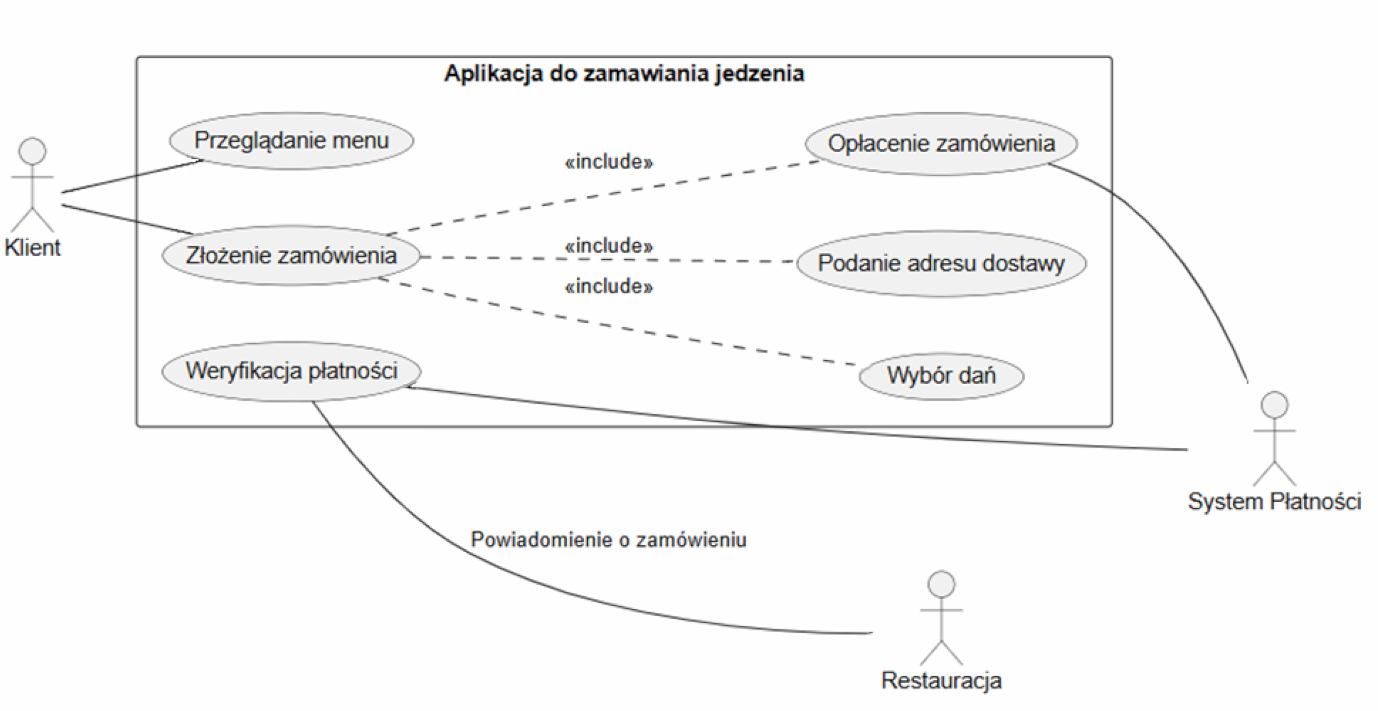 Aplikacja do zamawiania jedzenia
Przeglądanie menu
Opłacenie zamówienia
«include»
Klient
Złożenie zamówienia
«include»
Podanie adresu dostawy
«include»
Weryfikacja płatności
Wybór dań
System Płatności
Powiadomienie o zamówieniu
Restauracja